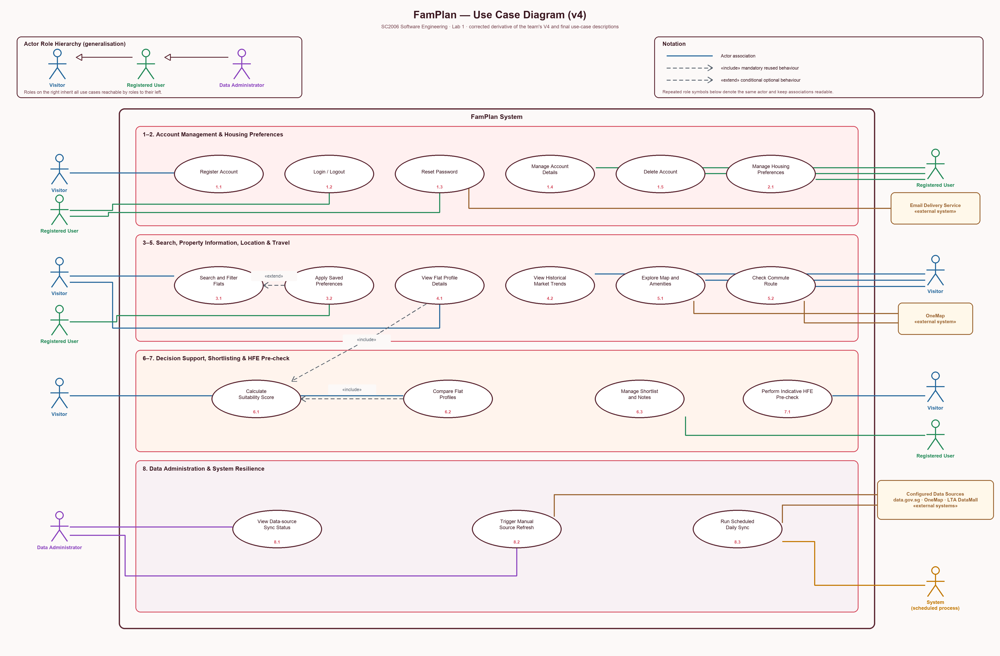 FamPlan — Use Case Diagram (v4)
SC2006 Software Engineering · Lab 1 · corrected derivative of the team's V4 and final use-case descriptions
Actor Role Hierarchy (generalisation)
Visitor
Registered User
Data Administrator
Roles on the right inherit all use cases reachable by roles to their left.
Notation
Actor association
«include» mandatory reused behaviour
«extend» conditional optional behaviour
Repeated role symbols below denote the same actor and keep associations readable.
FamPlan System
1–2. Account Management & Housing Preferences
Visitor
Registered User
Register Account
1.1
Login / Logout
1.2
Reset Password
1.3
Manage Account
Details
1.4
Delete Account
1.5
Manage Housing
Preferences
2.1
Registered User
Email Delivery Service
«external system»
3–5. Search, Property Information, Location & Travel
Visitor
Registered User
Search and Filter
Flats
3.1
«extend»
Apply Saved
Preferences
3.2
View Flat Profile
Details
4.1
View Historical
Market Trends
4.2
Explore Map and
Amenities
5.1
Check Commute
Route
5.2
Visitor
OneMap
«external system»
«include»
6–7. Decision Support, Shortlisting & HFE Pre-check
Visitor
Calculate
Suitability Score
6.1
«include»
Compare Flat
Profiles
6.2
Manage Shortlist
and Notes
6.3
Perform Indicative HFE
Pre-check
7.1
Visitor
Registered User
8. Data Administration & System Resilience
Data Administrator
View Data-source
Sync Status
8.1
Trigger Manual
Source Refresh
8.2
Run Scheduled
Daily Sync
8.3
Configured Data Sources
data.gov.sg · OneMap · LTA DataMall
«external systems»
System
(scheduled process)